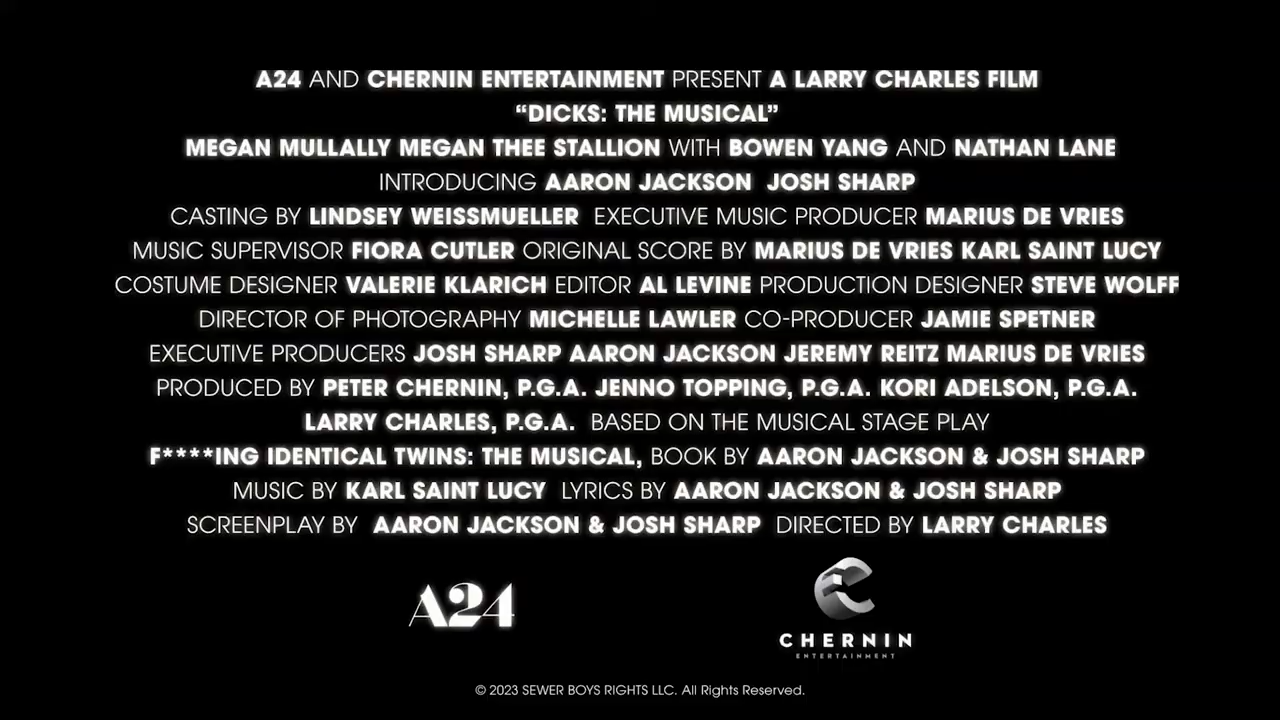 A24 AND CHERNIN ENTERTAINMENT PRESENT A LARRY CHARLES FILM
“DICKS: THE MUSICAL”
MEGAN MULLALLY MEGAN THEE STALLION WITH BOWEN YANG AND NATHAN LANE
INTRODUCING AARON JACKSON JOSH SHARP
CASTING BY LINDSEY WEISSMUELLER EXECUTIVE MUSIC PRODUCER MARIUS DE VRIES
MUSIC SUPERVISOR FIORA CUTLER ORIGINAL SCORE BY MARIUS DE VRIES KARL SAINT LUCY
COSTUME DESIGNER VALERIE KLARICH EDITOR AL LEVINE PRODUCTION DESIGNER STEVE WOLFF
DIRECTOR OF PHOTOGRAPHY MICHELLE LAWLER CO-PRODUCER JAMIE SPETNER
EXECUTIVE PRODUCERS JOSH SHARP AARON JACKSON JEREMY REITZ MARIUS DE VRIES
PRODUCED BY PETER CHERNIN, P.G.A. JENNO TOPPING, P.G.A. KORI ADELSON, P.G.A.
LARRY CHARLES, P.G.A. BASED ON THE MUSICAL STAGE PLAY
F****ING IDENTICAL TWINS: THE MUSICAL, BOOK BY AARON JACKSON & JOSH SHARP
MUSIC BY KARL SAINT LUCY LYRICS BY AARON JACKSON & JOSH SHARP
SCREENPLAY BY AARON JACKSON & JOSH SHARP DIRECTED BY LARRY CHARLES
A24
CHERNIN
ENTERTAINMENT
© 2023 SEWER BOYS RIGHTS LLC. All Rights Reserved.